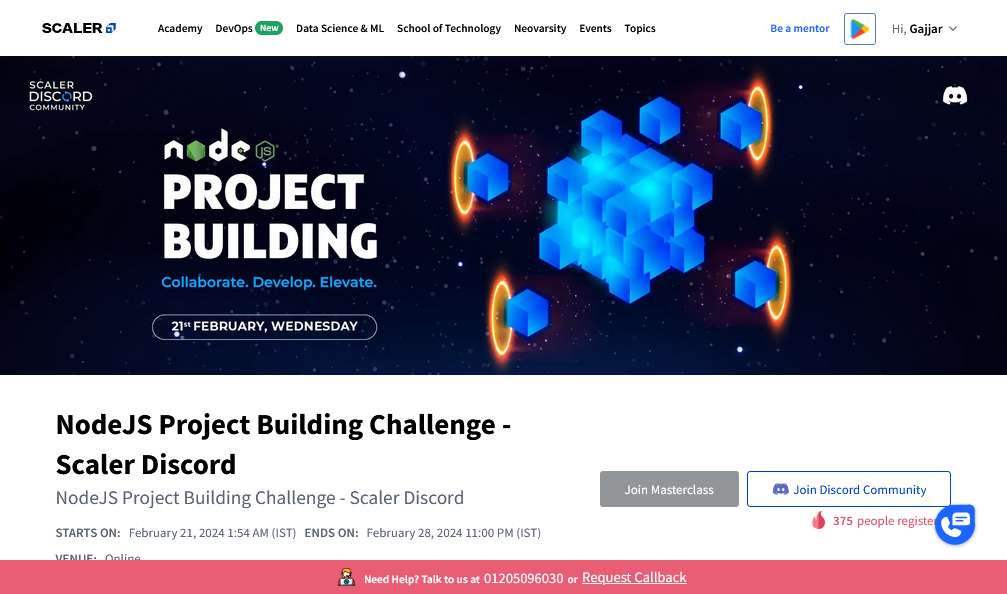 SCALER
Academy
DevOps New
Data Science & ML
School of Technology
Neovarsity
Events
Topics
Be a mentor
Hi, Gajjar
SCALER
DISCORD
COMMUNITY
node JS
PROJECT
BUILDING
Collaborate. Develop. Elevate.
21st FEBRUARY, WEDNESDAY
NodeJS Project Building Challenge -
Scaler Discord
NodeJS Project Building Challenge - Scaler Discord
STARTS ON: February 21, 2024 1:54 AM (IST) ENDS ON: February 28, 2024 11:00 PM (IST)
VENUE: Online
Join Masterclass
Join Discord Community
375 people register
Need Help? Talk to us at 01205096030 or Request Callback